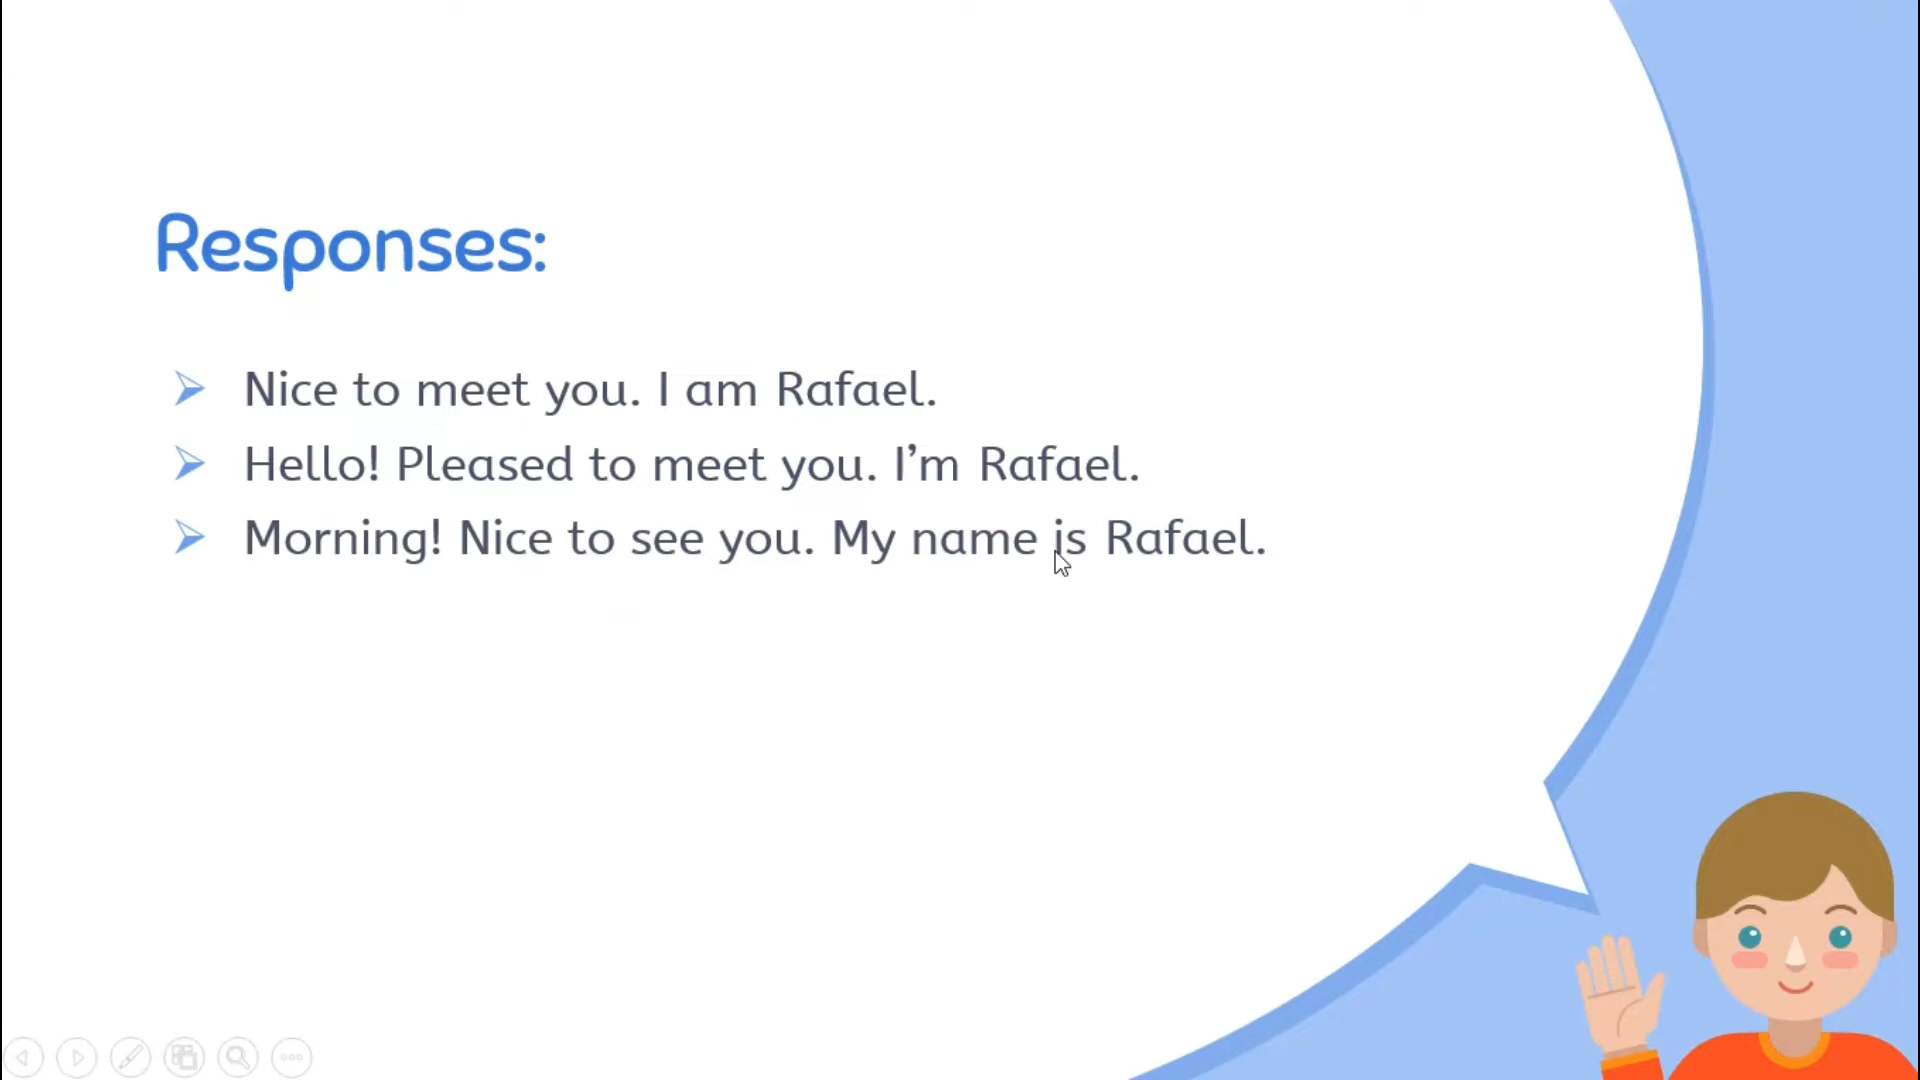 Responses:
Nice to meet you. I am Rafael.
Hello! Pleased to meet you. I’m Rafael.
Morning! Nice to see you. My name is Rafael.